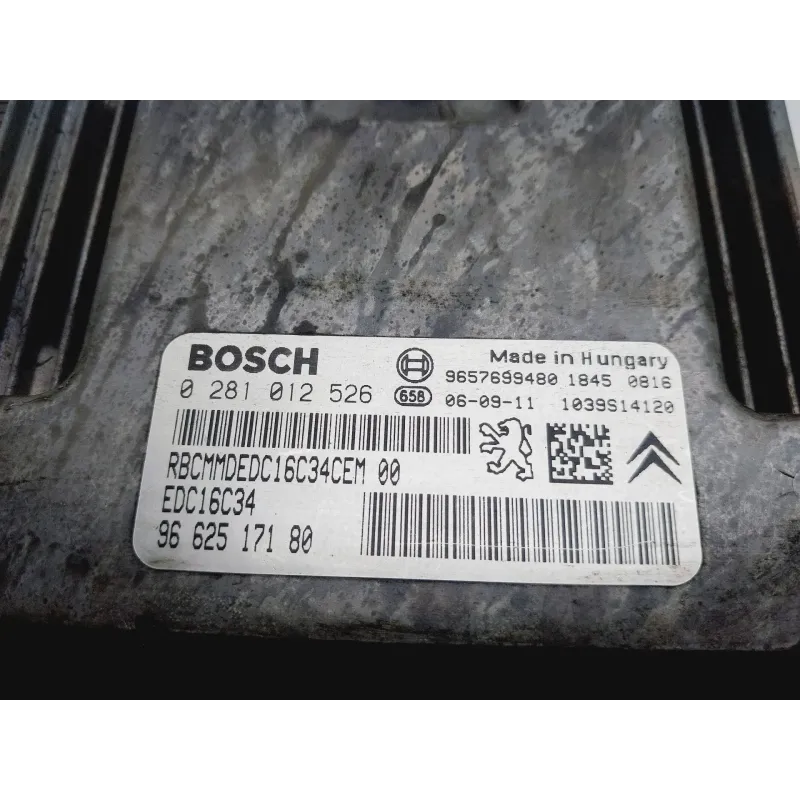 BOSCH Made in Hungary
9657699480 1845 0816
0 281 012 526 658 06-09-11 1039S14120
RBCMMDEDC16C34CEM 00
EDC16C34
96 625 171 80